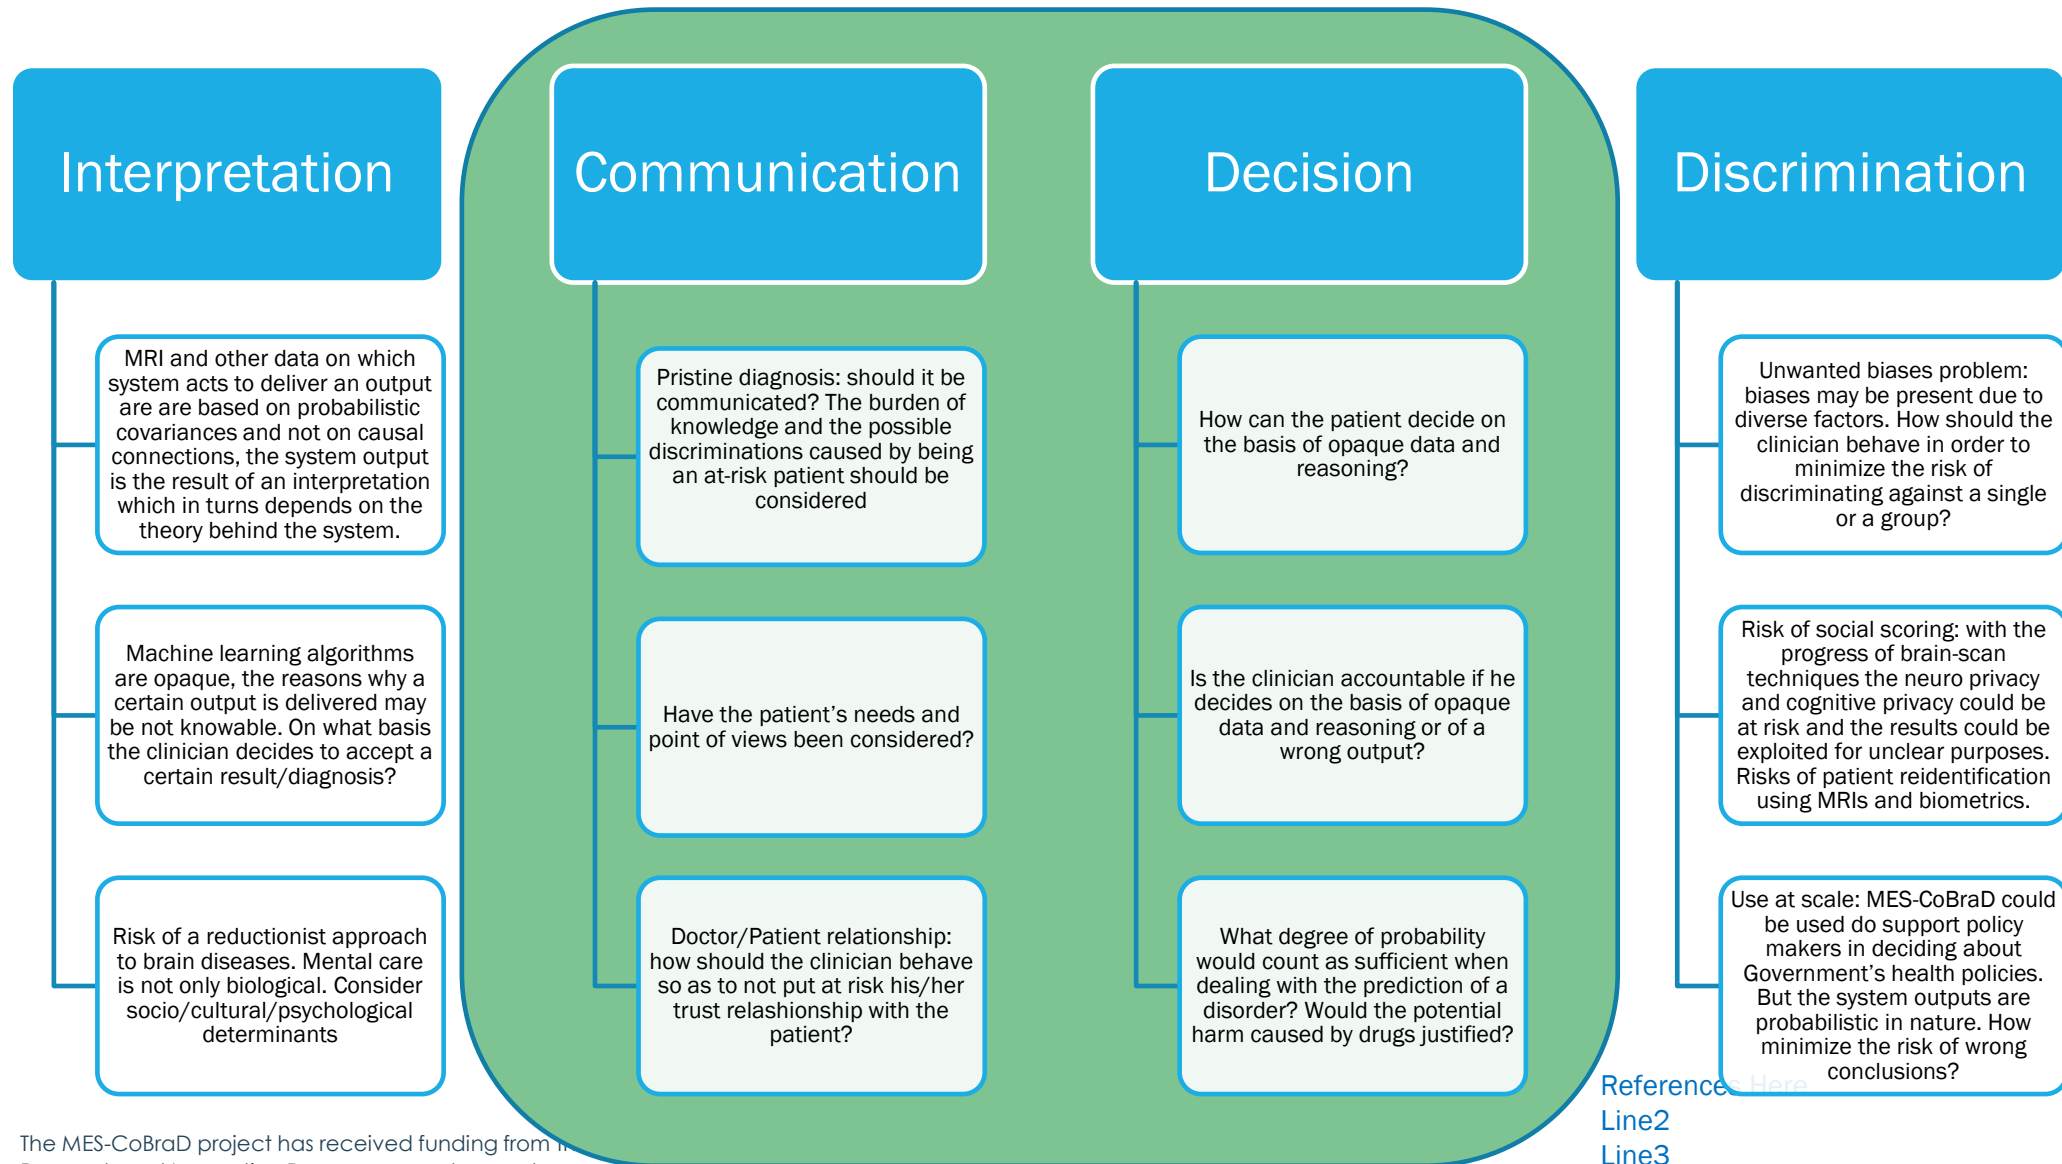 Interpretation
MRI and other data on which
system acts to deliver an output
are are based on probabilistic
covariances and not on causal
connections, the system output
is the result of an interpretation
which in turns depends on the
theory behind the system.
Machine learning algorithms
are opaque, the reasons why a
certain output is delivered may
be not knowable. On what basis
the clinician decides to accept a
certain result/diagnosis?
Risk of a reductionist approach
to brain diseases. Mental care
is not only biological. Consider
socio/cultural/psychological
determinants
Communication
Pristine diagnosis: should it be
communicated? The burden of
knowledge and the possible
discriminations caused by being
an at-risk patient should be
considered
Have the patient's needs and
point of views been considered?
Doctor/Patient relationship:
how should the clinician behave
so as to not put at risk his/her
trust relashionship with the
patient?
Decision
How can the patient decide on
the basis of opaque data and
reasoning?
Is the clinician accountable if he
decides on the basis of opaque
data and reasoning or of a
wrong output?
What degree of probability
would count as sufficient when
dealing with the prediction of a
disorder? Would the potential
harm caused by drugs justified?
Discrimination
Unwanted biases problem:
biases may be present due to
diverse factors. How should the
clinician behave in order to
minimize the risk of
discriminating against a single
or a group?
Risk of social scoring: with the
progress of brain-scan
techniques the neuro privacy
and cognitive privacy could be
at risk and the results could be
exploited for unclear purposes.
Risks of patient reidentification
using MRIs and biometrics.
Use at scale: MES-CoBraD could
be used do support policy
makers in deciding about
Government's health policies.
But the system outputs are
probabilistic in nature. How
minimize the risk of wrong
conclusions?
References Here
Line2
Line3
The MES-CoBraD project has received funding from